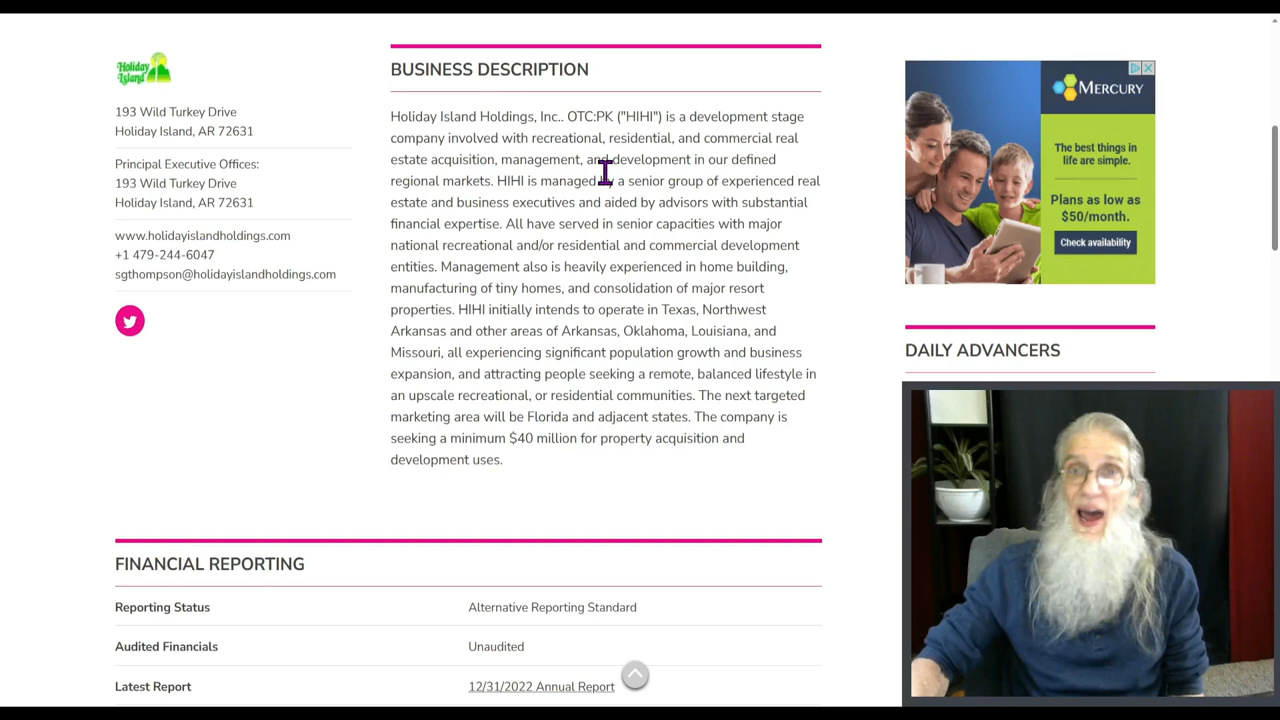 Holiday
Island
193 Wild Turkey Drive
Holiday Island, AR 72631
Principal Executive Offices:
193 Wild Turkey Drive
Holiday Island, AR 72631
www.holidayislandholdings.com
+1 479-244-6047
sgthompson@holidayislandholdings.com
BUSINESS DESCRIPTION
Holiday Island Holdings, Inc.. OTC:PK ("HIHI") is a development stage
company involved with recreational, residential, and commercial real
estate acquisition, management, and development in our defined
regional markets. HIHI is managed by a senior group of experienced real
estate and business executives and aided by advisors with substantial
financial expertise. All have served in senior capacities with major
national recreational and/or residential and commercial development
entities. Management also is heavily experienced in home building,
manufacturing of tiny homes, and consolidation of major resort
properties. HIHI initially intends to operate in Texas, Northwest
Arkansas and other areas of Arkansas, Oklahoma, Louisiana, and
Missouri, all experiencing significant population growth and business
expansion, and attracting people seeking a remote, balanced lifestyle in
an upscale recreational, or residential communities. The next targeted
marketing area will be Florida and adjacent states. The company is
seeking a minimum $40 million for property acquisition and
development uses.
MERCURY
The best things in
life are simple.
Plans as low as
$50/month.
Check availability
DAILY ADVANCERS
FINANCIAL REPORTING
Reporting Status Alternative Reporting Standard
Audited Financials Unaudited
Latest Report 12/31/2022 Annual Report